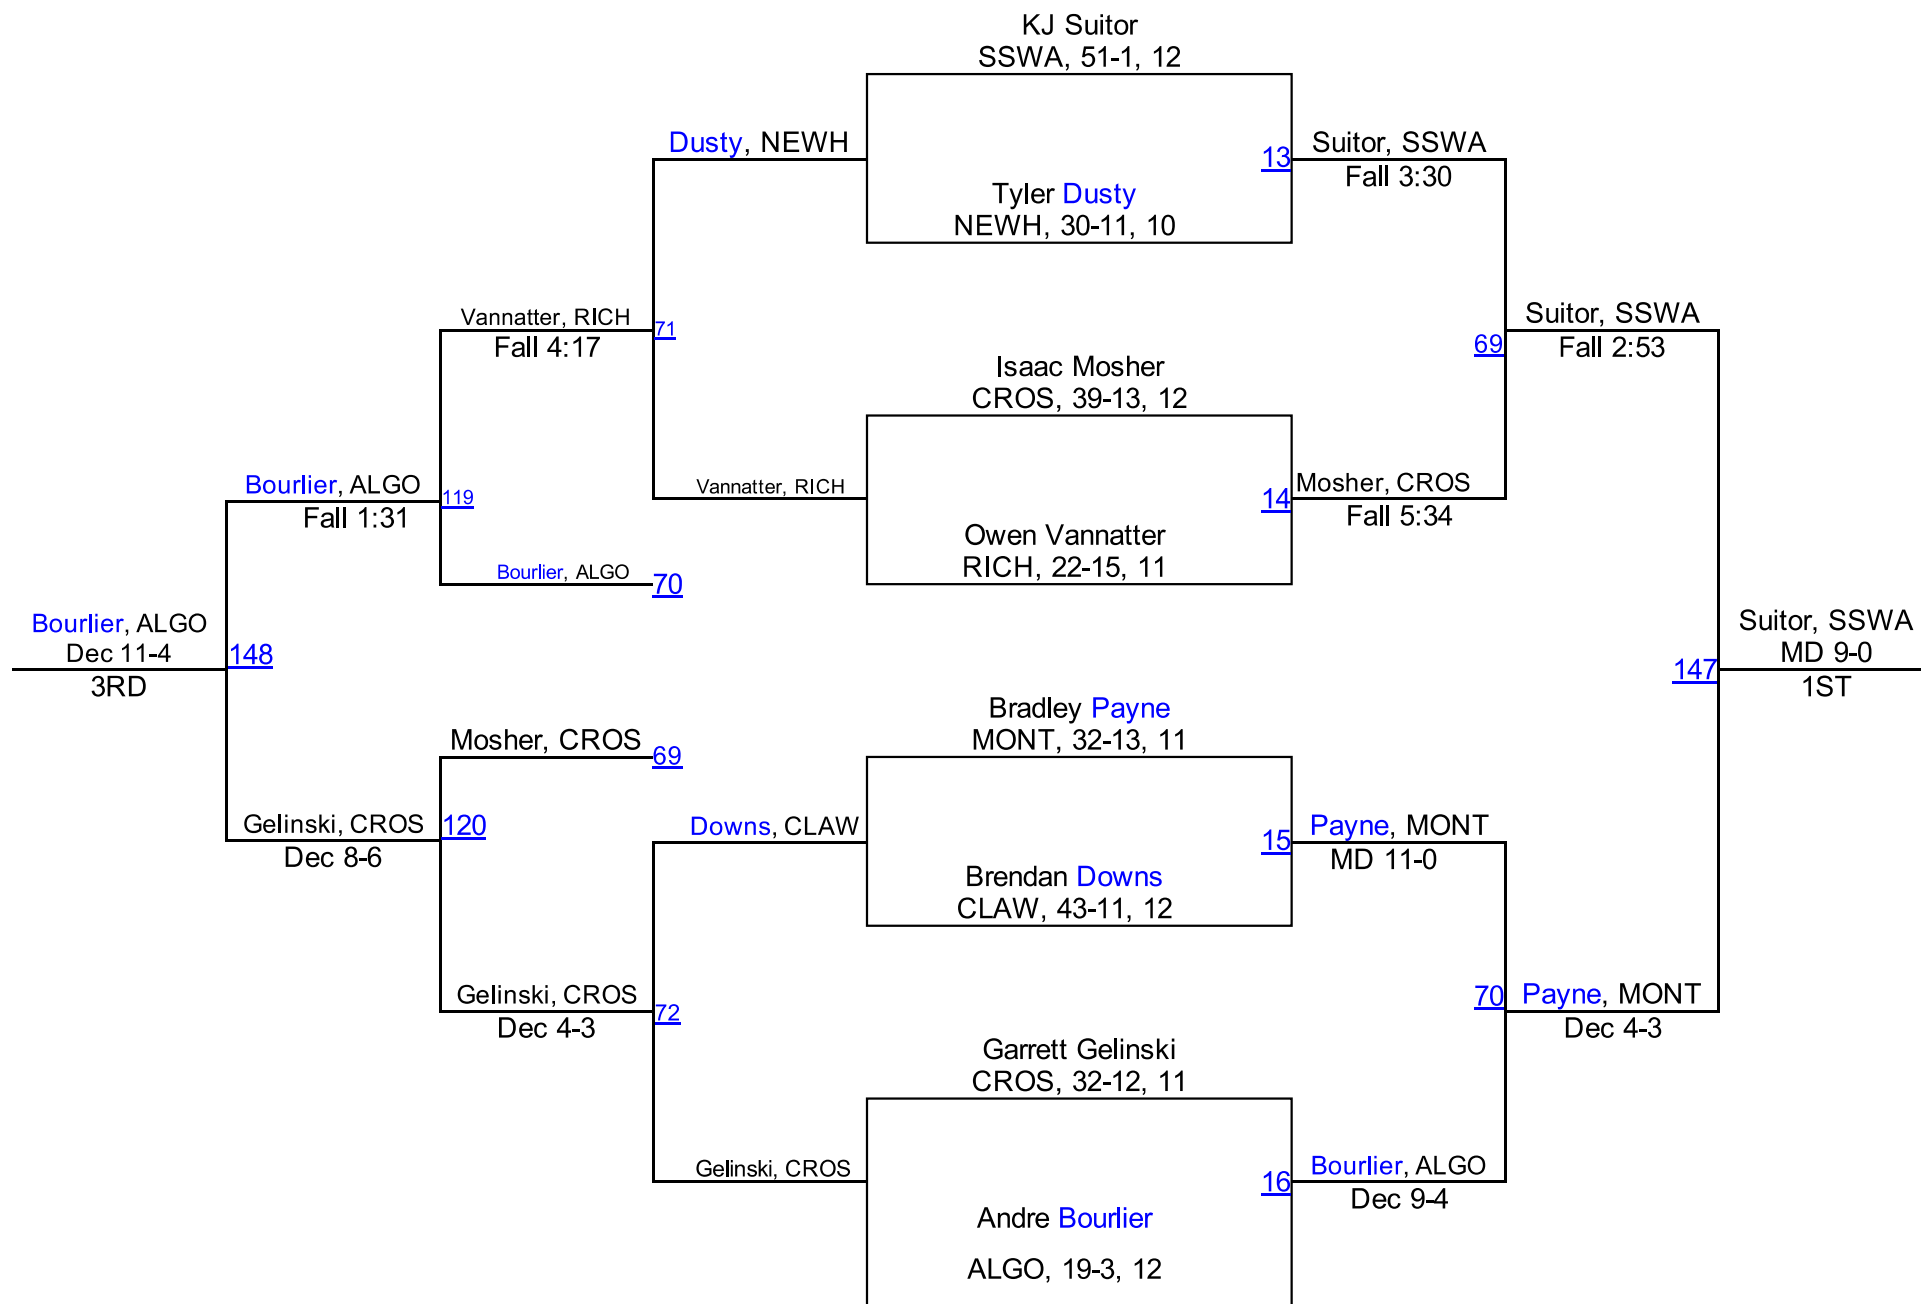 KJ Suitor
SSWA, 51-1, 12
Dusty, NEWH
13
Suitor, SSWA
Fall 3:30
Tyler Dusty
NEWH, 30-11, 10
Vannatter, RICH
Fall 4:17
71
Isaac Mosher
CROS, 39-13, 12
69
Suitor, SSWA
Fall 2:53
Bourlier, ALGO
Fall 1:31
119
Vannatter, RICH
14
Mosher, CROS
Fall 5:34
Owen Vannatter
RICH, 22-15, 11
Bourlier, ALGO
70
Bourlier, ALGO
Dec 11-4
3RD
148
147
Suitor, SSWA
MD 9-0
1ST
Bradley Payne
MONT, 32-13, 11
Mosher, CROS
69
Gelinski, CROS
Dec 8-6
120
Downs, CLAW
15
Payne, MONT
MD 11-0
Brendan Downs
CLAW, 43-11, 12
Gelinski, CROS
Dec 4-3
72
70
Payne, MONT
Dec 4-3
Garrett Gelinski
CROS, 32-12, 11
Gelinski, CROS
16
Bourlier, ALGO
Dec 9-4
Andre Bourlier
ALGO, 19-3, 12